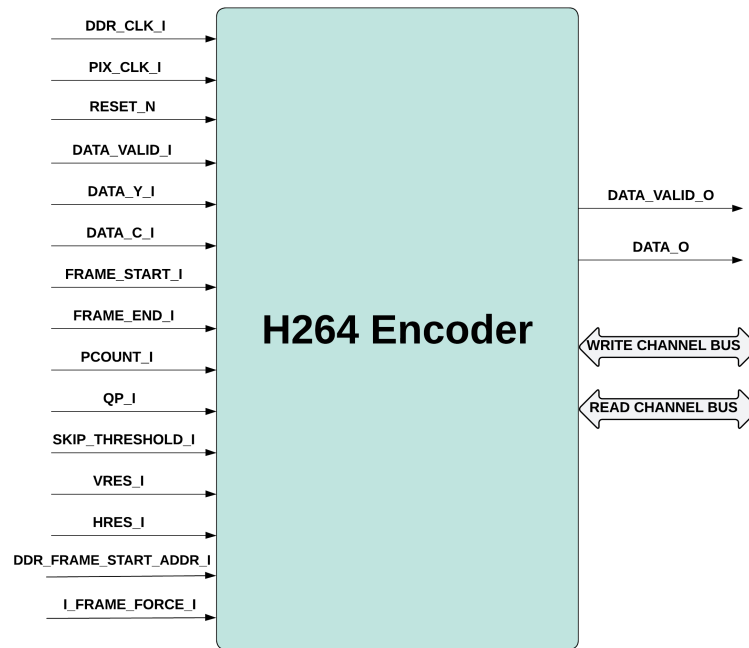 DDR_CLK_I
PIX_CLK_I
RESET_N
DATA_VALID_I
DATA_Y_I
DATA_C_I
FRAME_START_I
FRAME_END_I
PCOUNT_I
QP_I
SKIP_THRESHOLD_I
VRES_I
HRES_I
DDR_FRAME_START_ADDR_I
I_FRAME_FORCE_I
H264 Encoder
DATA_VALID_O
DATA_O
WRITE CHANNEL BUS
READ CHANNEL BUS